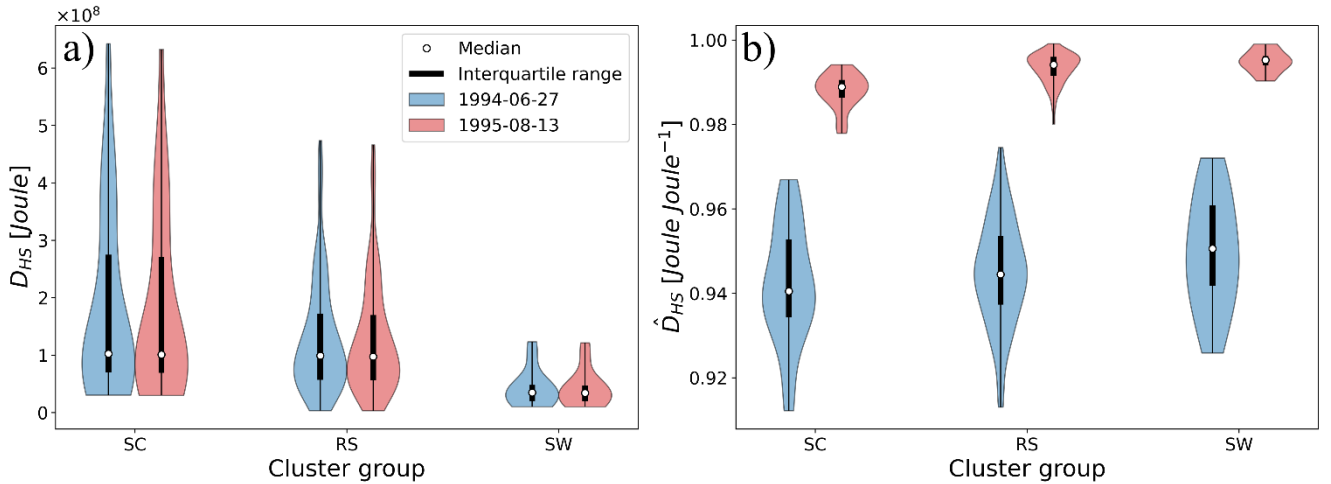 ×10⁸
a)
6
5
4
3
2
1
0
D_HS [Joule]
Median
Interquartile range
1994-06-27
1995-08-13
SC RS SW
Cluster group
b)
1.00
0.98
0.96
0.94
0.92
D̂_HS [Joule Joule⁻¹]
SC RS SW
Cluster group